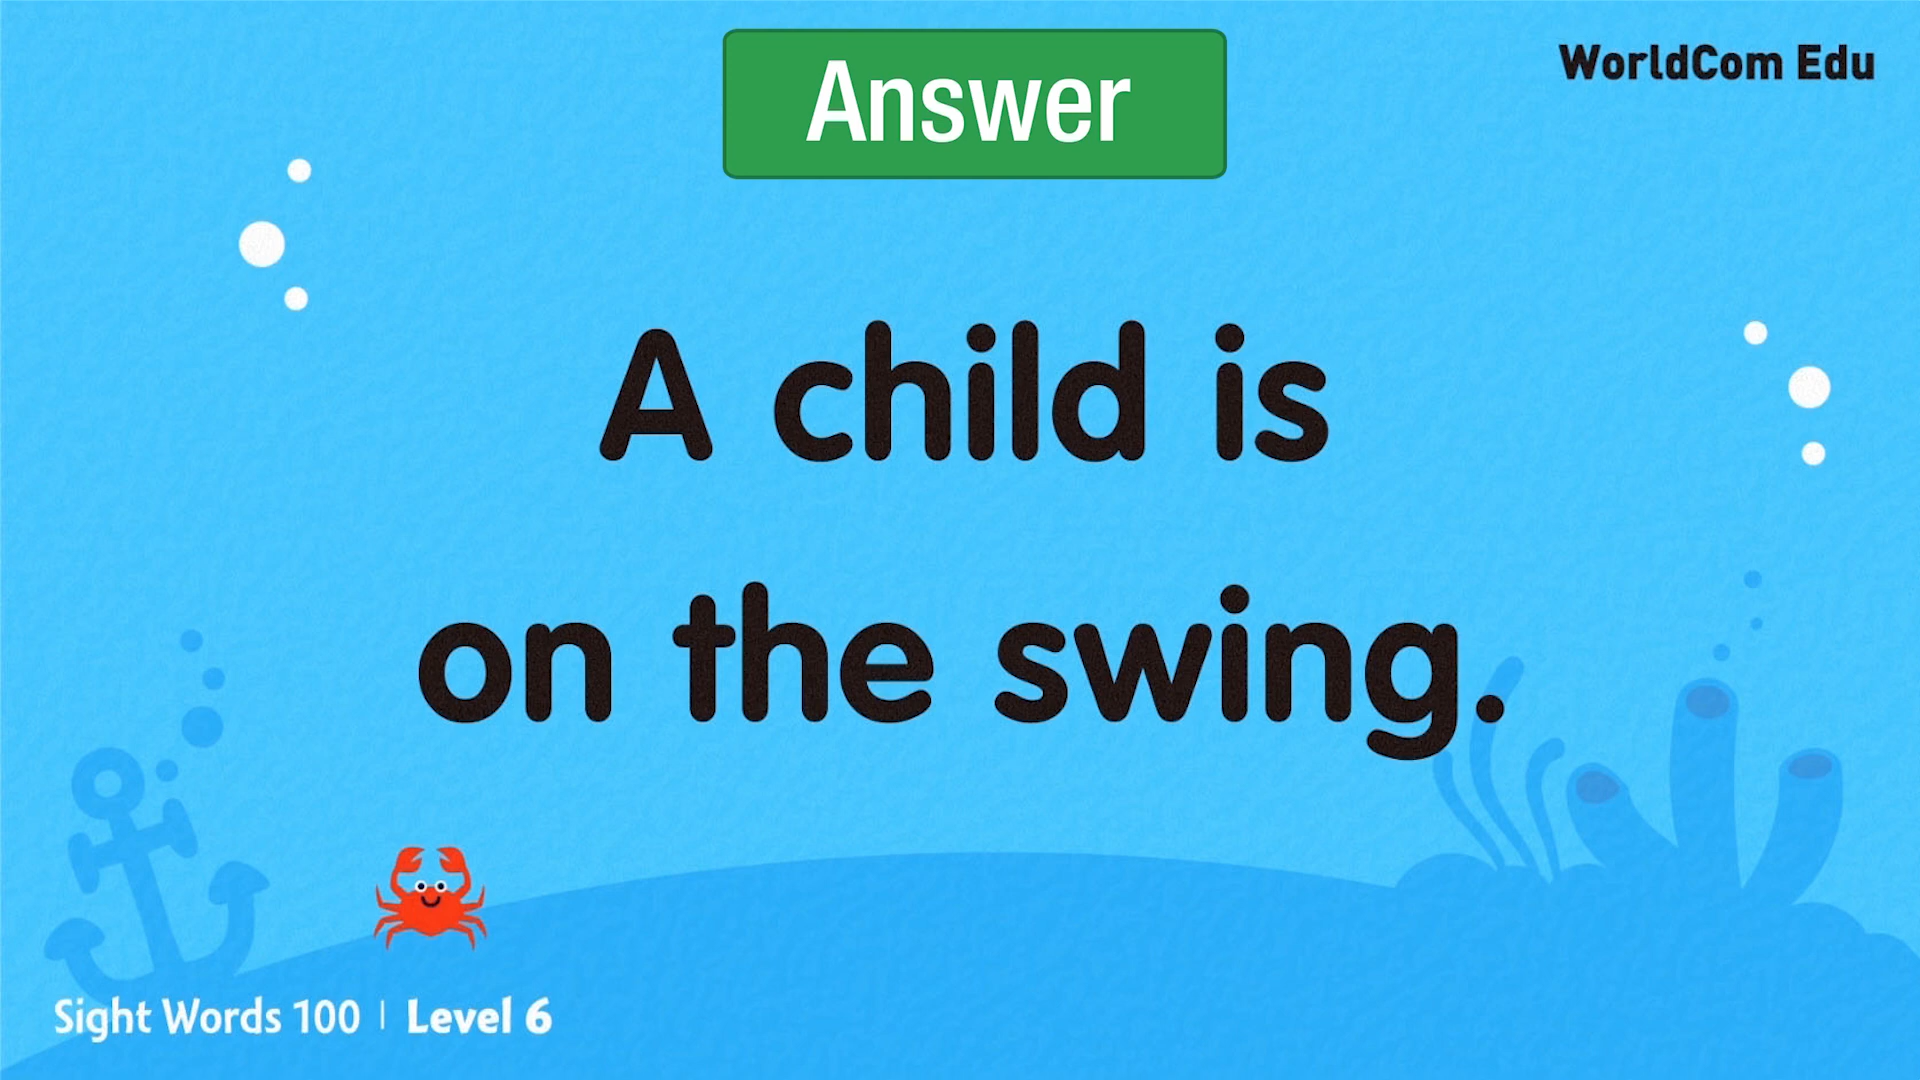 Answer
WorldCom Edu
A child is
on the swing.
Sight Words 100 | Level 6